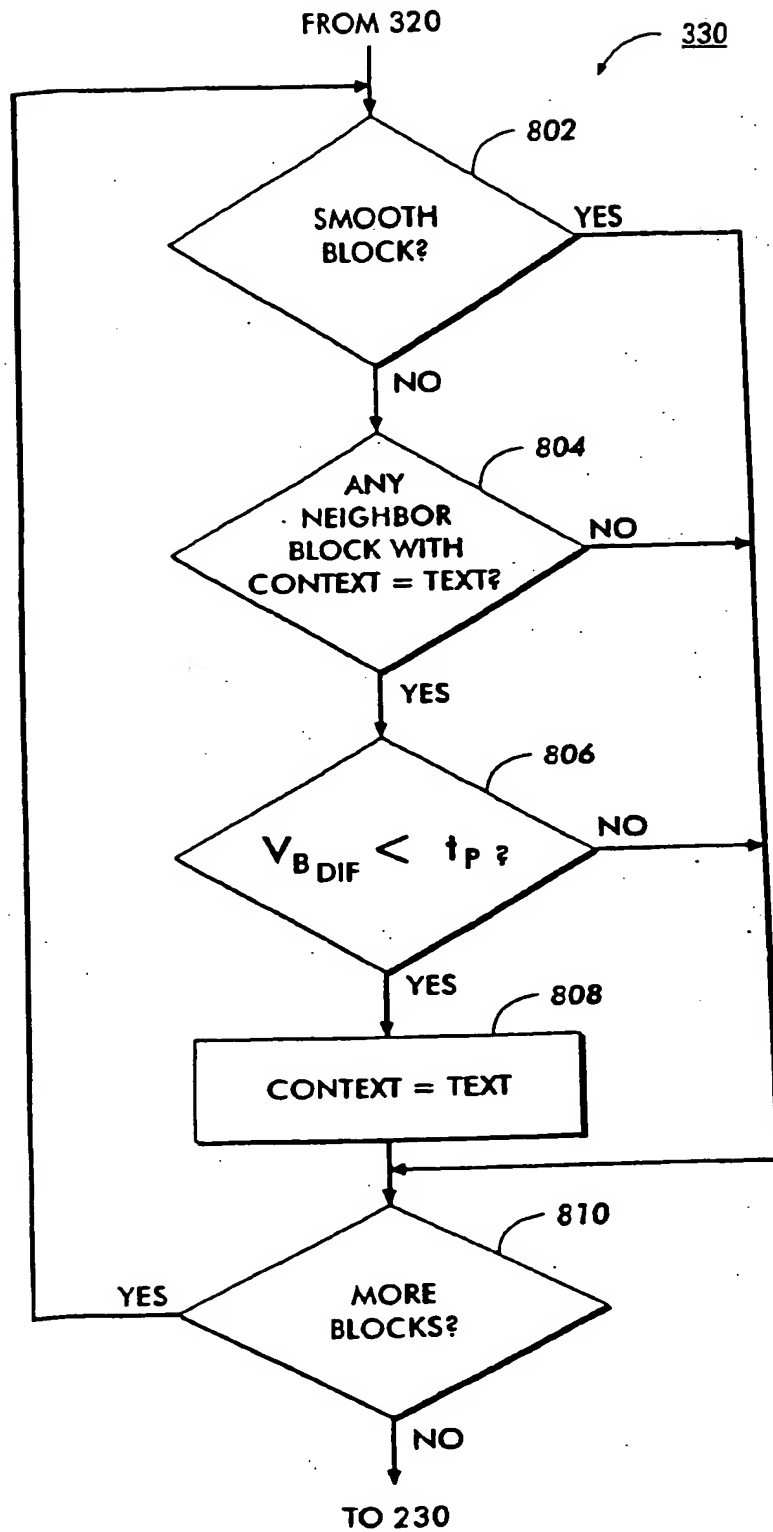 FROM 320
330
802
SMOOTH
BLOCK?
YES
NO
804
ANY
NEIGHBOR
BLOCK WITH
CONTEXT = TEXT?
NO
YES
806
V_B DIF < t_P ?
NO
YES
808
CONTEXT = TEXT
810
YES
MORE
BLOCKS?
NO
TO 230